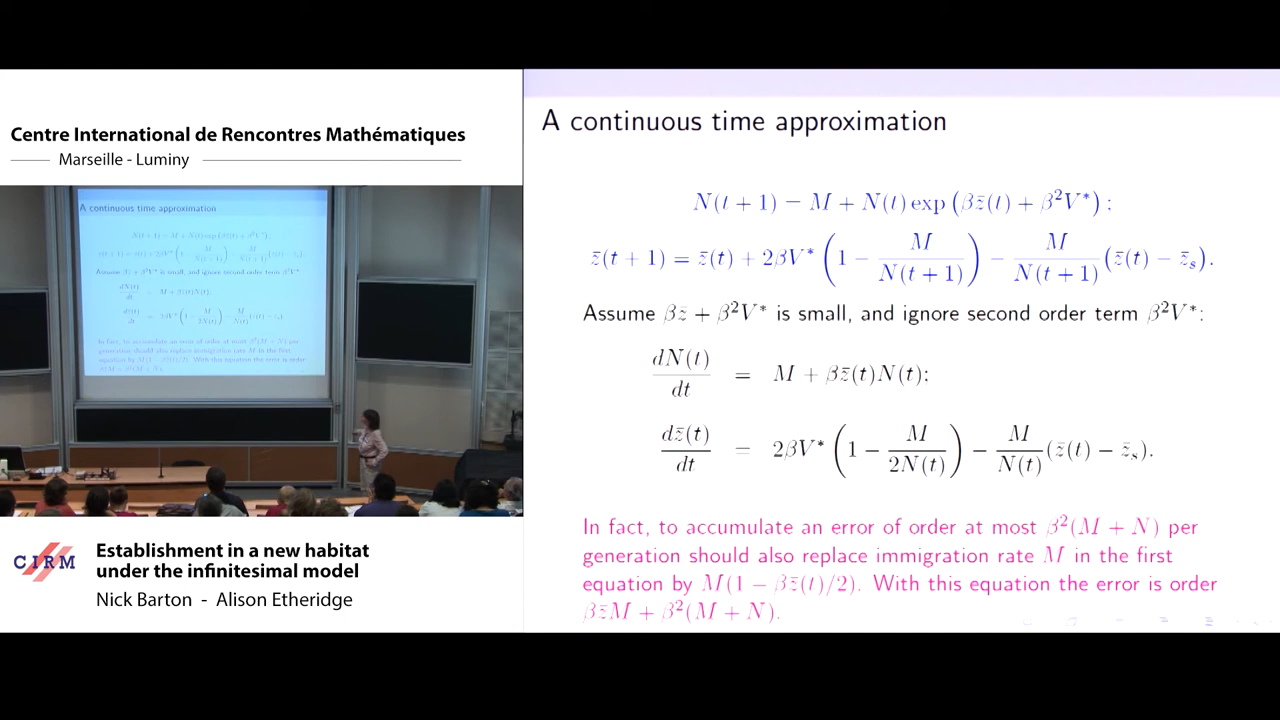 Centre International de Rencontres Mathématiques
Marseille - Luminy
A continuous time approximation
N(t + 1) = M + N(t) exp (βz̄(t) + β²V*) ;
z̄(t + 1) = z̄(t) + 2βV* (1 − M/N(t + 1)) − M/N(t + 1) (z̄(t) − z̄ₛ).
Assume βz̄ + β²V* is small, and ignore second order term β²V*:
dN(t)/dt = M + βz̄(t)N(t);
dz̄(t)/dt = 2βV* (1 − M/2N(t)) − M/N(t) (z̄(t) − z̄ₛ).
In fact, to accumulate an error of order at most β²(M + N) per
generation should also replace immigration rate M in the first
equation by M(1 − βz̄(t)/2). With this equation the error is order
βz̄M + β²(M + N).
CIRM
Establishment in a new habitat
under the infinitesimal model
Nick Barton - Alison Etheridge
A continuous time approximation